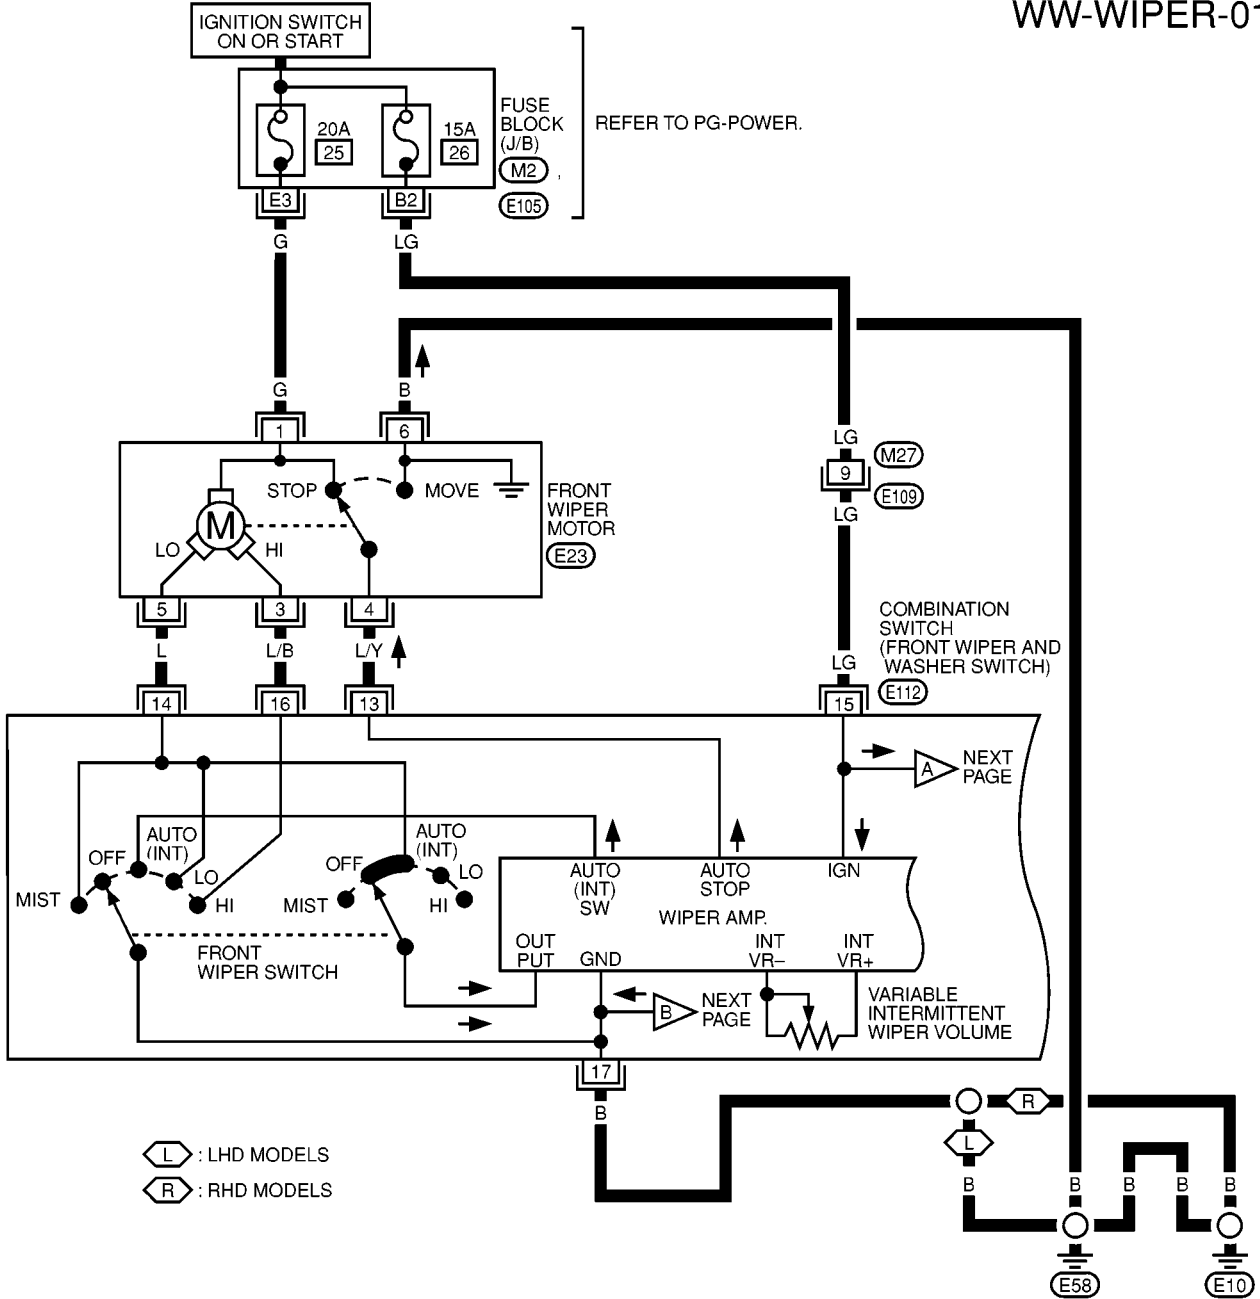 WW-WIPER-01
IGNITION SWITCH
ON OR START
20A
25
15A
26
FUSE
BLOCK
(J/B)
M2 ,
E105
REFER TO PG-POWER.
E3
B2
G
LG
G
B
1
6
LG
M27
9
E109
LG
STOP
MOVE
M
LO
HI
FRONT
WIPER
MOTOR
E23
5
3
4
L
L/B
L/Y
COMBINATION
SWITCH
(FRONT WIPER AND
WASHER SWITCH)
E112
LG
14
16
13
15
A
NEXT
PAGE
AUTO
(INT)
OFF
LO
MIST
HI
AUTO
(INT)
OFF
LO
MIST
HI
FRONT
WIPER SWITCH
AUTO
(INT)
SW
AUTO
STOP
IGN
WIPER AMP.
OUT
PUT
GND
INT
VR–
INT
VR+
B
NEXT
PAGE
VARIABLE
INTERMITTENT
WIPER VOLUME
17
B
R
L
L : LHD MODELS
R : RHD MODELS
B
B
B
B
B
E58
E10